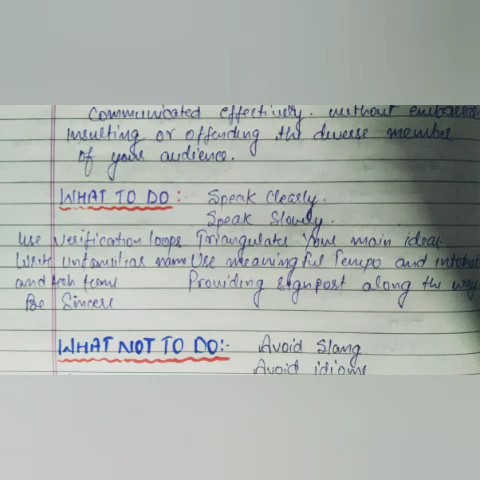 Communicated effectively. without
Insulting or offending the diverse member
of your audience.
WHAT TO DO: Speak Clearly.
Speak Slowly.
Use Verification loops Triangulates Your main ideas
Write unfamiliar name Use meaningful Tempo and
and tech terms Providing signpost along the way
Be Sincere
WHAT NOT TO DO:- Avoid Slang
Avoid idioms